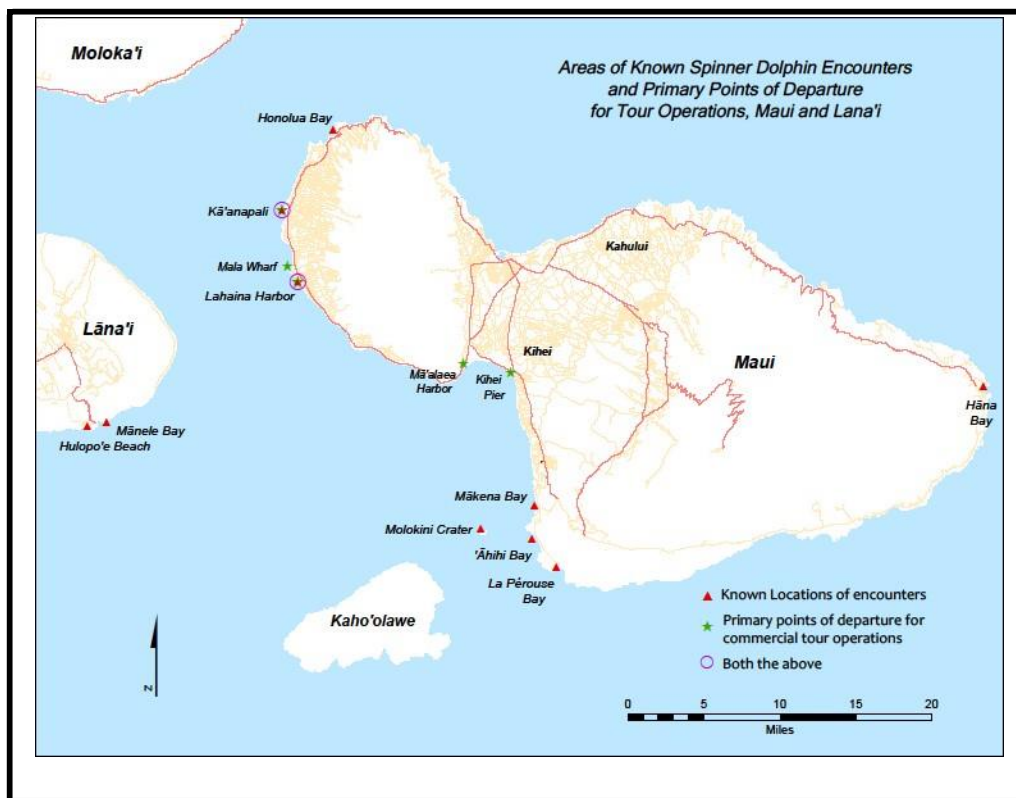 Moloka'i
Areas of Known Spinner Dolphin Encounters
and Primary Points of Departure
for Tour Operations, Maui and Lana'i
Honolua Bay
Kā'anapali
Kahului
Mala Wharf
Lahaina Harbor
Lāna'i
Kihei
Maui
Mā'alaea
Harbor
Kihei
Pier
Hāna
Bay
Mānele Bay
Hulopo'e Beach
Mākena Bay
Molokini Crater
'Āhihi Bay
La Pérouse
Bay
Kaho'olawe
Known Locations of encounters
Primary points of departure for
commercial tour operations
Both the above
N
0 5 10 15 20
Miles